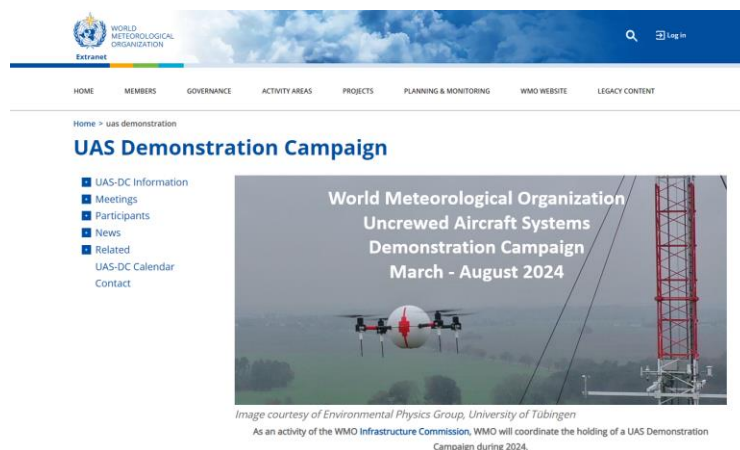 WORLD
METEOROLOGICAL
ORGANIZATION
Extranet
Log in
HOME MEMBERS GOVERNANCE ACTIVITY AREAS PROJECTS PLANNING & MONITORING WMO WEBSITE LEGACY CONTENT
Home > uas demonstration
UAS Demonstration Campaign
UAS-DC Information
Meetings
Participants
News
Related
UAS-DC Calendar
Contact
World Meteorological Organization
Uncrewed Aircraft Systems
Demonstration Campaign
March - August 2024
Image courtesy of Environmental Physics Group, University of Tübingen
As an activity of the WMO Infrastructure Commission, WMO will coordinate the holding of a UAS Demonstration
Campaign during 2024.